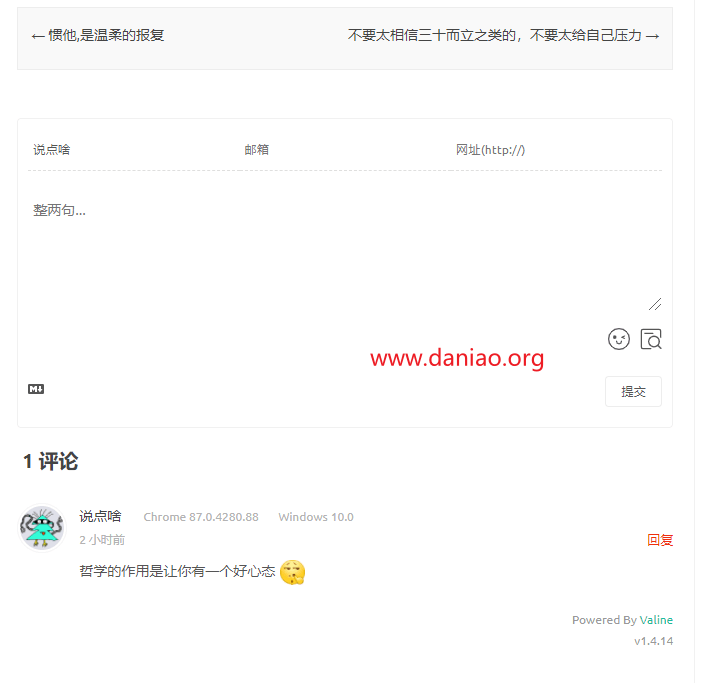 ← 惯他,是温柔的报复 不要太相信三十而立之类的，不要太给自己压力 →
说点啥 邮箱 网址(http://)
整两句...
www.daniao.org
M↓ 提交
1 评论
说点啥 Chrome 87.0.4280.88 Windows 10.0
2 小时前 回复
哲学的作用是让你有一个好心态
Powered By Valine
v1.4.14